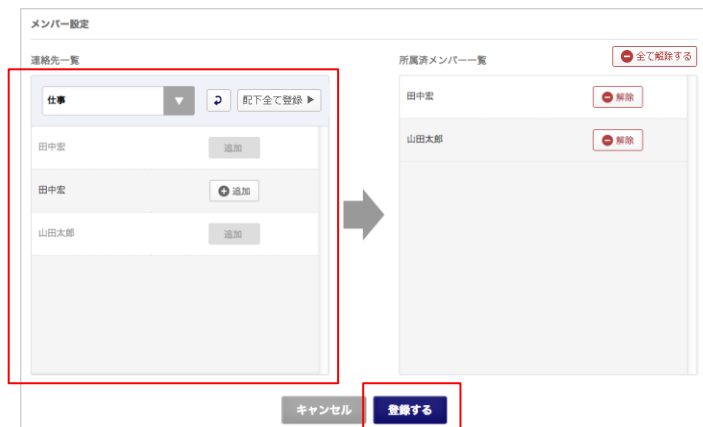 メンバー設定
連絡先一覧
所属済メンバー一覧
全て解除する
仕事
配下全て登録
田中宏
追加
田中宏
追加
山田太郎
追加
田中宏
解除
山田太郎
解除
キャンセル
登録する